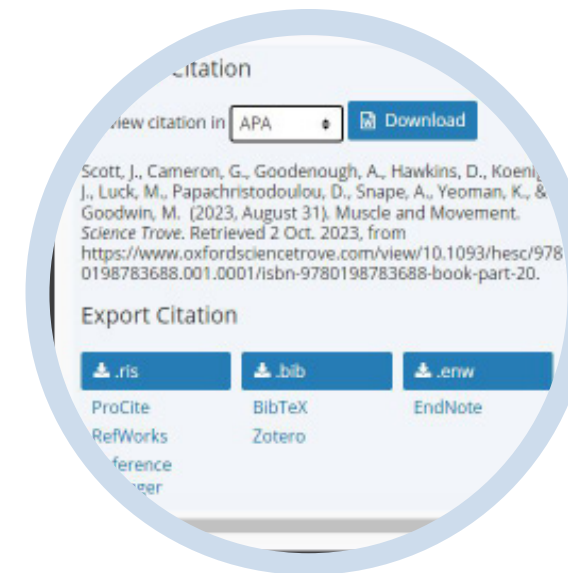 Citation
view citation in APA Download
Scott, J., Cameron, G., Goodenough, A., Hawkins, D., Koenig,
J., Luck, M., Papachristodoulou, D., Snape, A., Yeoman, K., &
Goodwin, M. (2023, August 31). Muscle and Movement.
Science Trove. Retrieved 2 Oct. 2023, from
https://www.oxfordsciencetrove.com/view/10.1093/hesc/978
0198783688.001.0001/isbn-9780198783688-book-part-20.
Export Citation
.ris .bib .enw
ProCite BibTeX EndNote
RefWorks Zotero